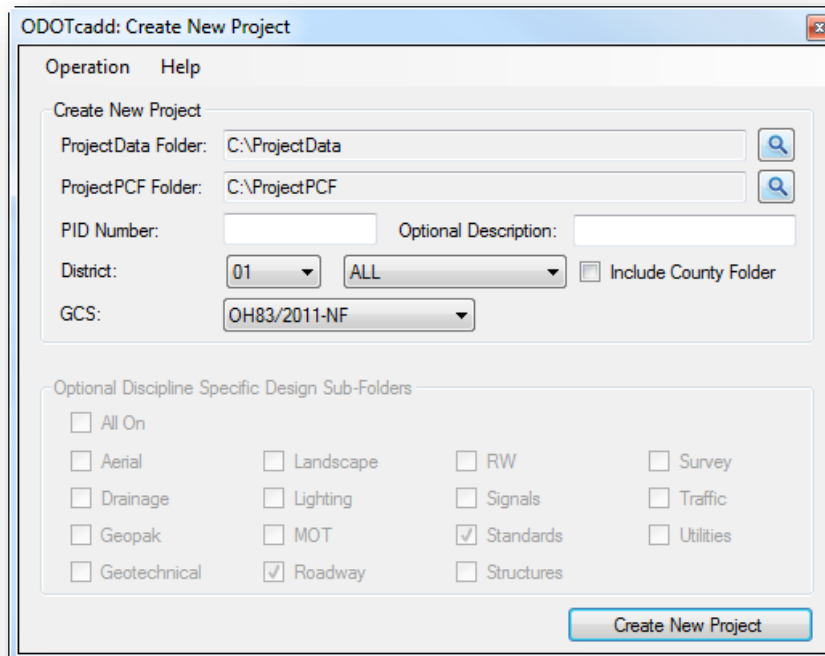 ODOTcadd: Create New Project
Operation Help
Create New Project
ProjectData Folder: C:\ProjectData
ProjectPCF Folder: C:\ProjectPCF
PID Number: Optional Description:
District: 01 ALL Include County Folder
GCS: OH83/2011-NF
Optional Discipline Specific Design Sub-Folders
All On
Aerial Landscape RW Survey
Drainage Lighting Signals Traffic
Geopak MOT Standards Utilities
Geotechnical Roadway Structures
Create New Project